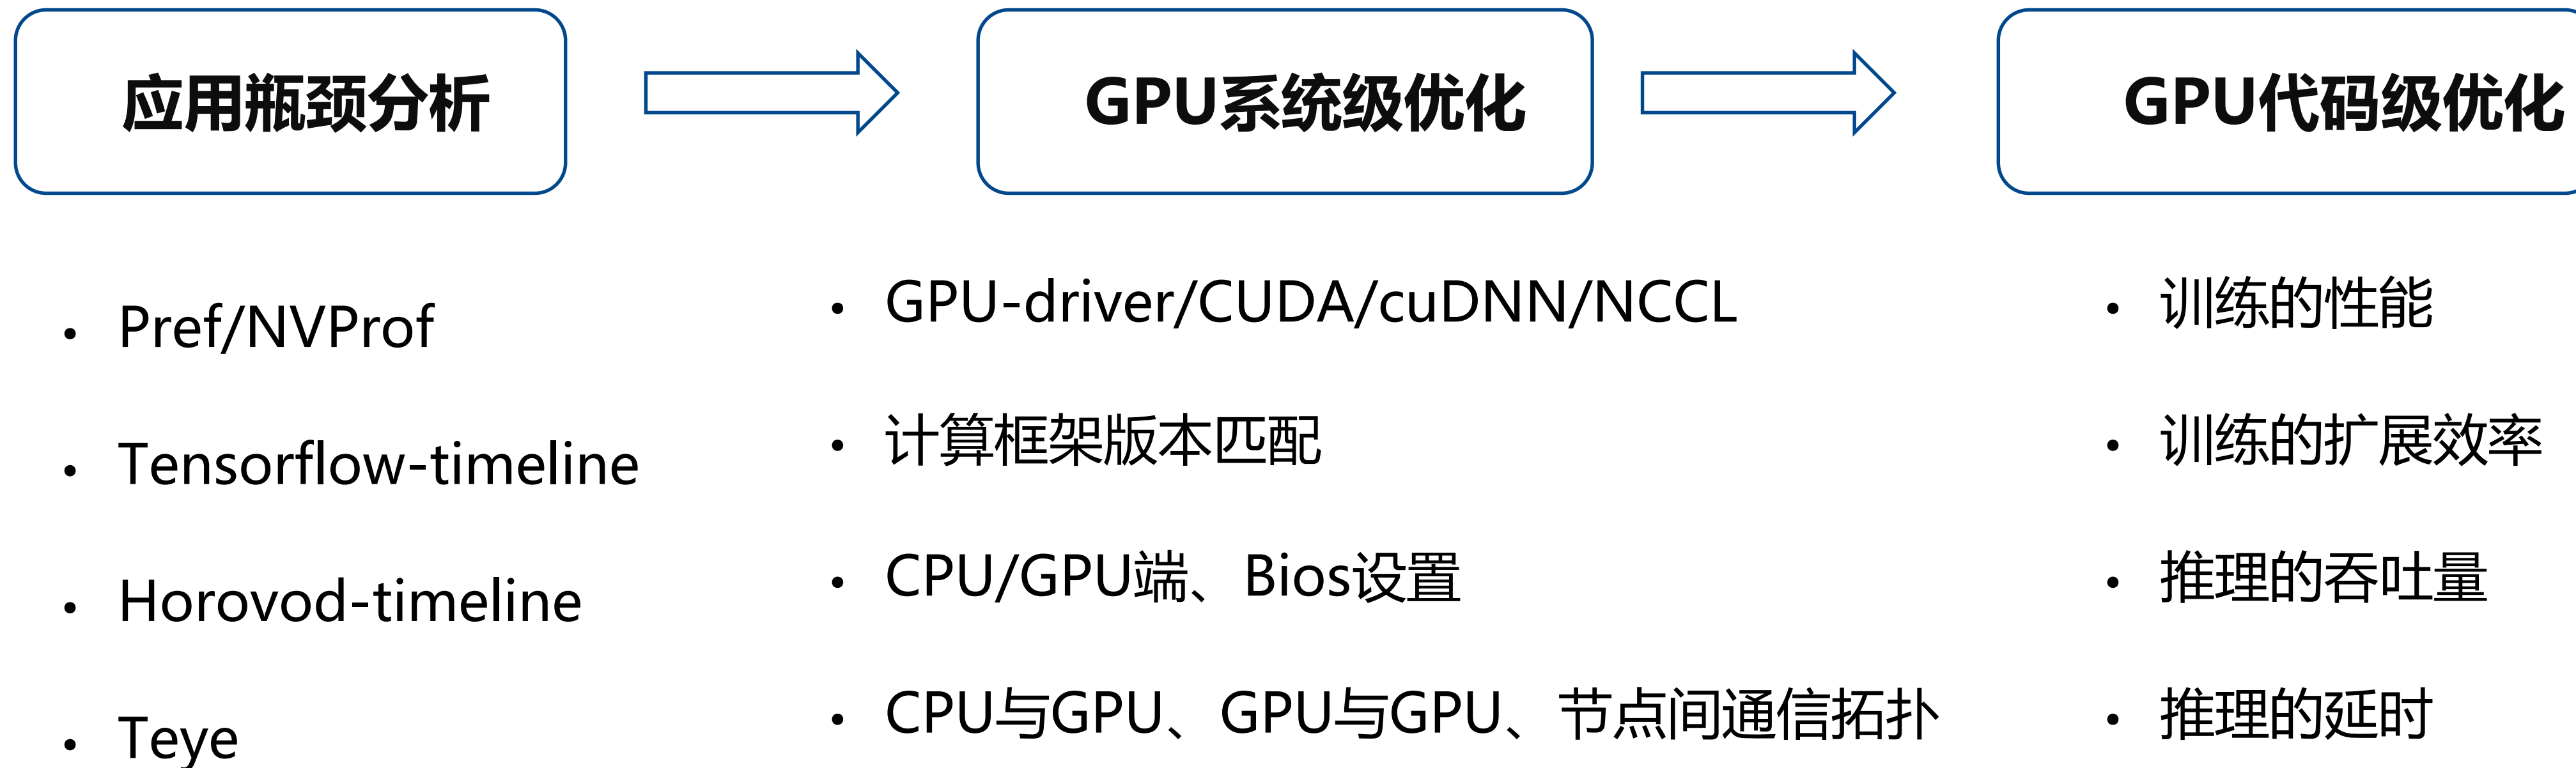 应用瓶颈分析
GPU系统级优化
GPU代码级优化
• Pref/NVProf
• Tensorflow-timeline
• Horovod-timeline
• Teye
• GPU-driver/CUDA/cuDNN/NCCL
• 计算框架版本匹配
• CPU/GPU端、Bios设置
• CPU与GPU、GPU与GPU、节点间通信拓扑
• 训练的性能
• 训练的扩展效率
• 推理的吞吐量
• 推理的延时